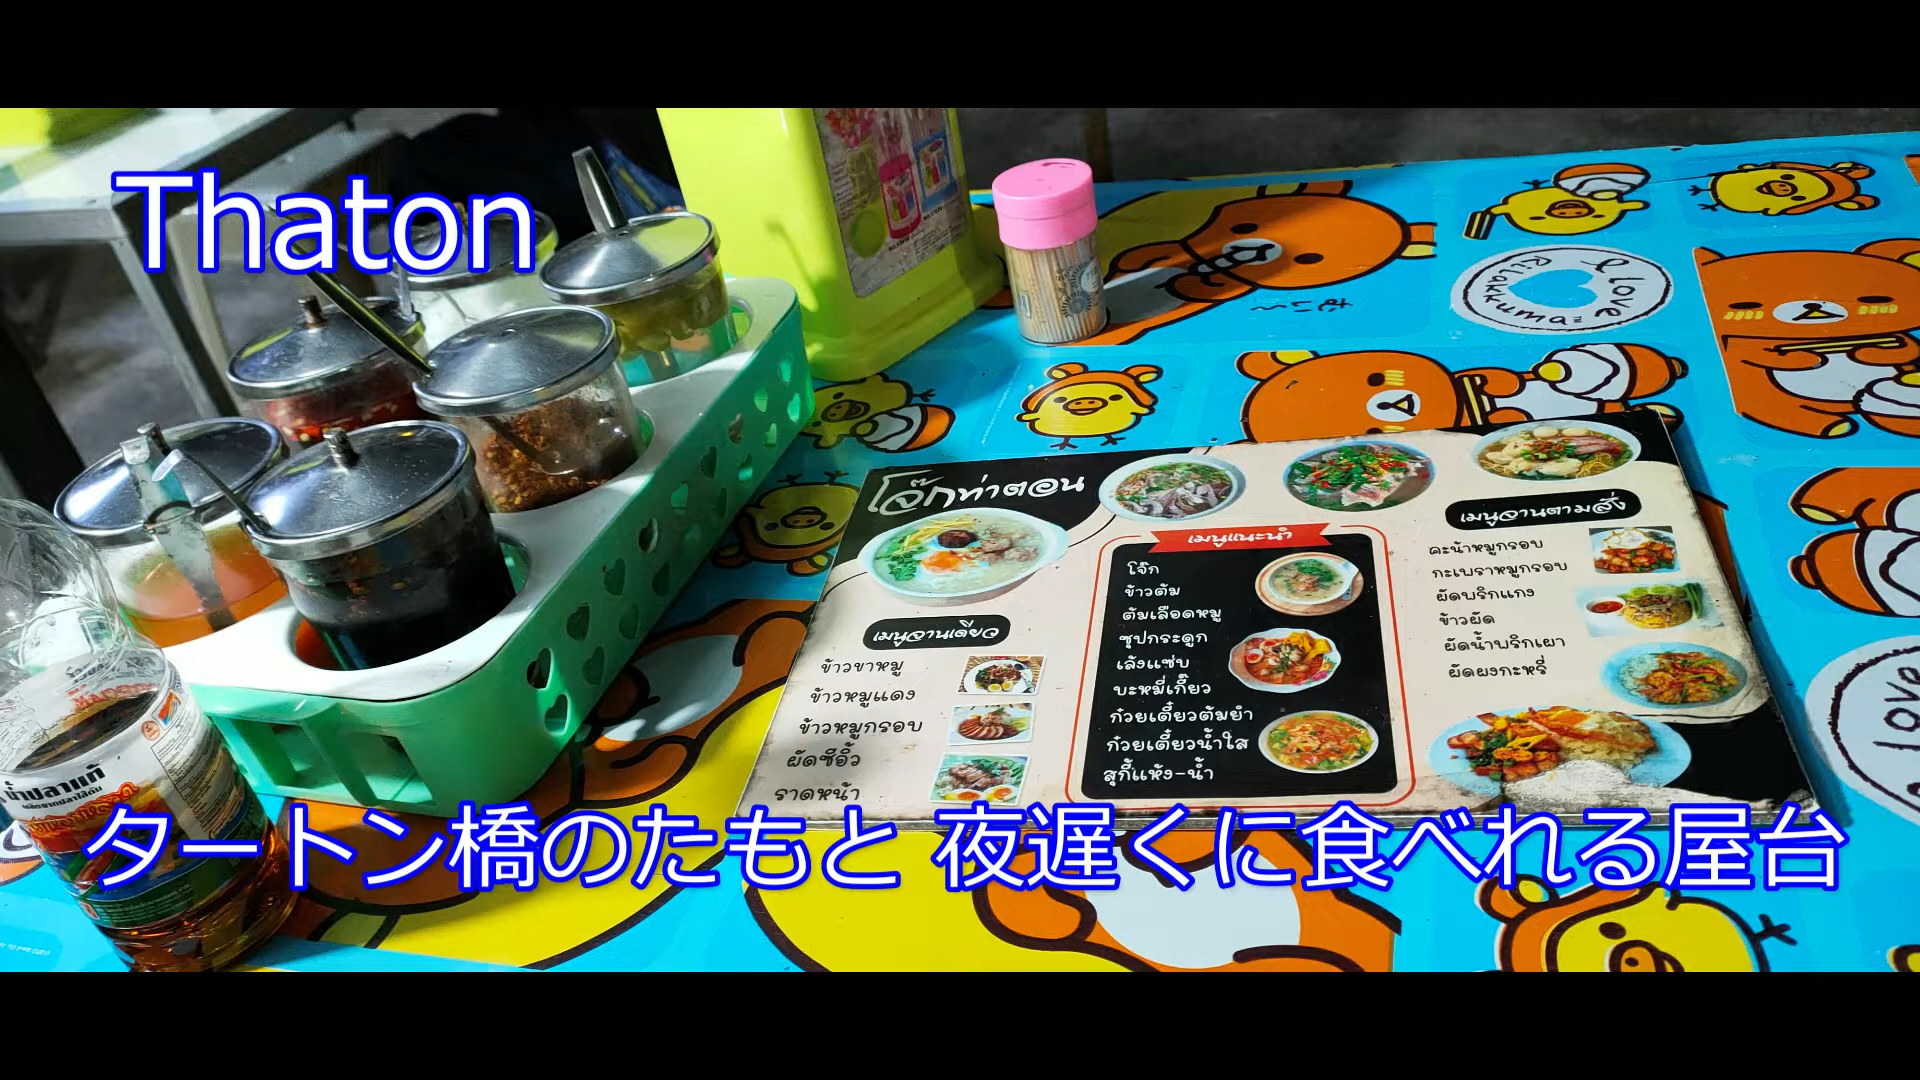 Thaton
I love
Rilakkuma
โจ๊กท่าตอน
เมนูจานเดียว
ข้าวขาหมู
ข้าวหมูแดง
ข้าวหมูกรอบ
ผัดซีอิ๊ว
ราดหน้า
เมนูแนะนำ
โจ๊ก
ข้าวต้ม
ต้มเลือดหมู
ซุปกระดูก
เล้งแซ่บ
บะหมี่เกี๊ยว
ก๋วยเตี๋ยวต้มยำ
ก๋วยเตี๋ยวน้ำใส
สุกี้แห้ง-น้ำ
เมนูจานตามสั่ง
คะน้าหมูกรอบ
กะเพราหมูกรอบ
ผัดพริกแกง
ข้าวผัด
ผัดน้ำพริกเผา
ผัดผงกะหรี่
love
น้ำปลาแท้
タートン橋のたもと 夜遅くに食べれる屋台